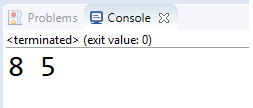 Problems Console
<terminated> (exit value: 0)
8 5